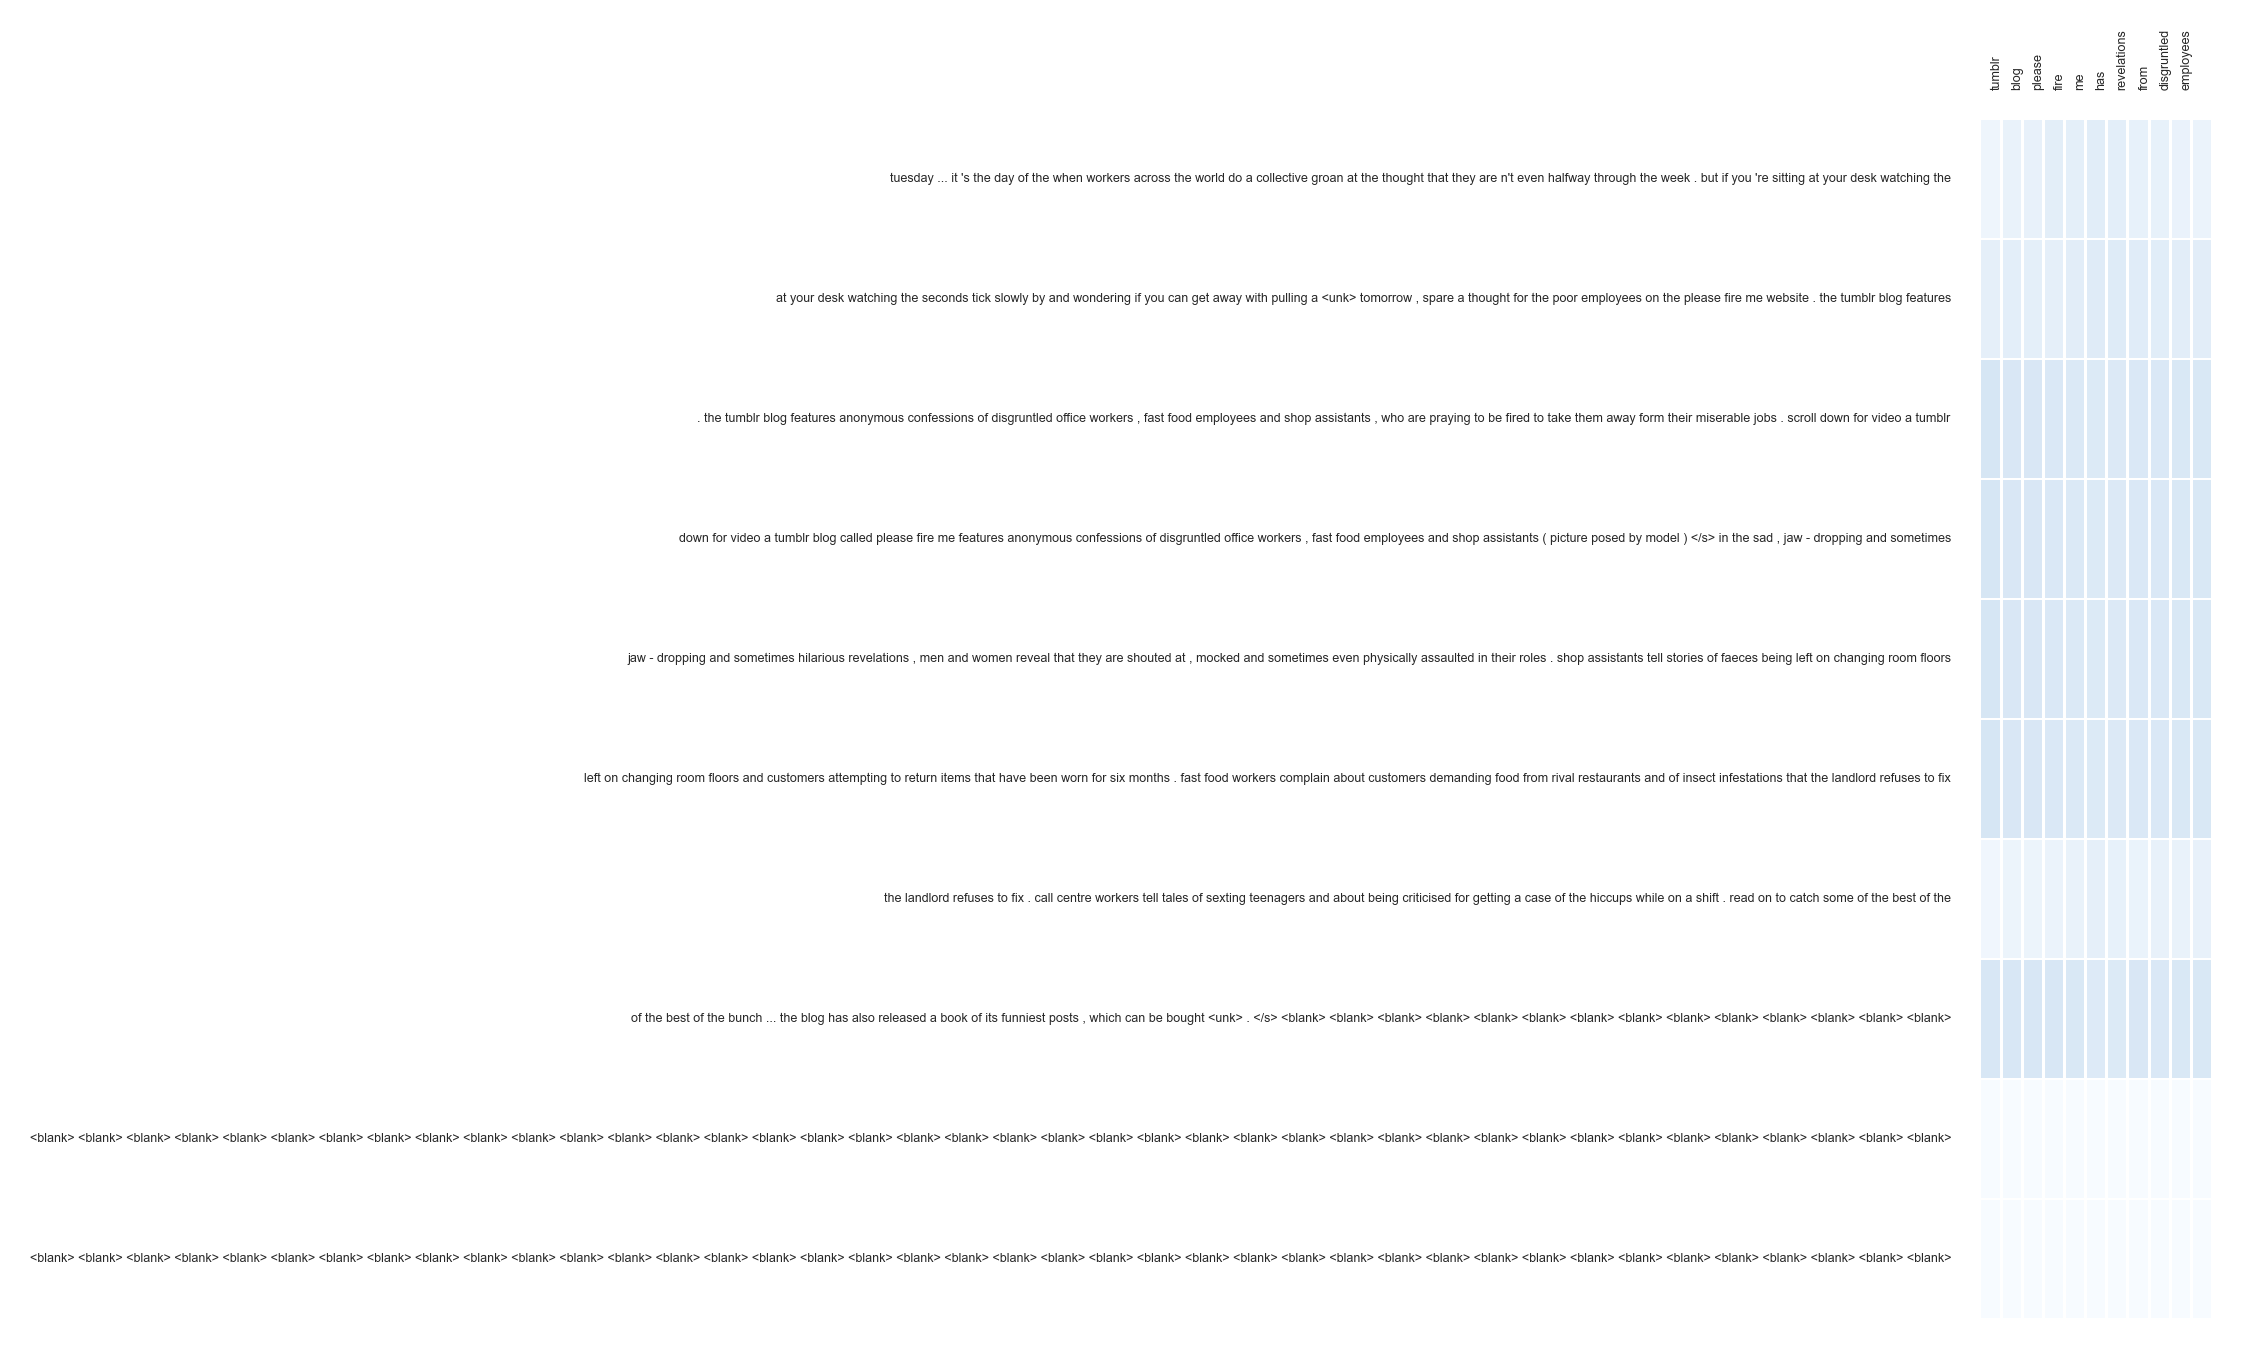 tumblr
blog
please
fire
me
has
revelations
from
disgruntled
employees
tuesday ... it 's the day of the when workers across the world do a collective groan at the thought that they are n't even halfway through the week . but if you 're sitting at your desk watching the
at your desk watching the seconds tick slowly by and wondering if you can get away with pulling a <unk> tomorrow , spare a thought for the poor employees on the please fire me website . the tumblr blog features
. the tumblr blog features anonymous confessions of disgruntled office workers , fast food employees and shop assistants , who are praying to be fired to take them away form their miserable jobs . scroll down for video a tumblr
down for video a tumblr blog called please fire me features anonymous confessions of disgruntled office workers , fast food employees and shop assistants ( picture posed by model ) </s> in the sad , jaw - dropping and sometimes
jaw - dropping and sometimes hilarious revelations , men and women reveal that they are shouted at , mocked and sometimes even physically assaulted in their roles . shop assistants tell stories of faeces being left on changing room floors
left on changing room floors and customers attempting to return items that have been worn for six months . fast food workers complain about customers demanding food from rival restaurants and of insect infestations that the landlord refuses to fix
the landlord refuses to fix . call centre workers tell tales of sexting teenagers and about being criticised for getting a case of the hiccups while on a shift . read on to catch some of the best of the
of the best of the bunch ... the blog has also released a book of its funniest posts , which can be bought <unk> . </s> <blank> <blank> <blank> <blank> <blank> <blank> <blank> <blank> <blank> <blank> <blank> <blank> <blank> <blank>
<blank> <blank> <blank> <blank> <blank> <blank> <blank> <blank> <blank> <blank> <blank> <blank> <blank> <blank> <blank> <blank> <blank> <blank> <blank> <blank> <blank> <blank> <blank> <blank> <blank> <blank> <blank> <blank> <blank> <blank> <blank> <blank> <blank> <blank> <blank> <blank> <blank> <blank> <blank> <blank>
<blank> <blank> <blank> <blank> <blank> <blank> <blank> <blank> <blank> <blank> <blank> <blank> <blank> <blank> <blank> <blank> <blank> <blank> <blank> <blank> <blank> <blank> <blank> <blank> <blank> <blank> <blank> <blank> <blank> <blank> <blank> <blank> <blank> <blank> <blank> <blank> <blank> <blank> <blank> <blank>